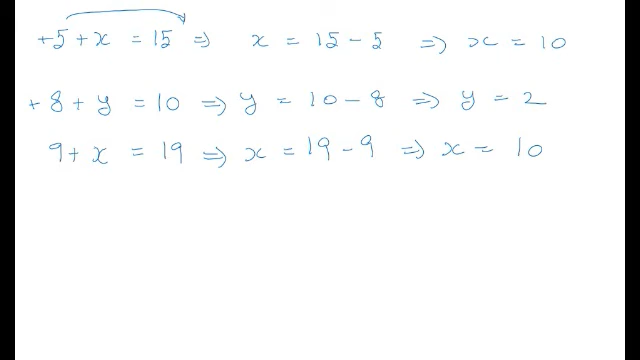 +5 + x = 15 ⇒ x = 15 - 5 ⇒ x = 10
+ 8 + y = 10 ⇒ y = 10 - 8 ⇒ y = 2
9 + x = 19 ⇒ x = 19 - 9 ⇒ x = 10